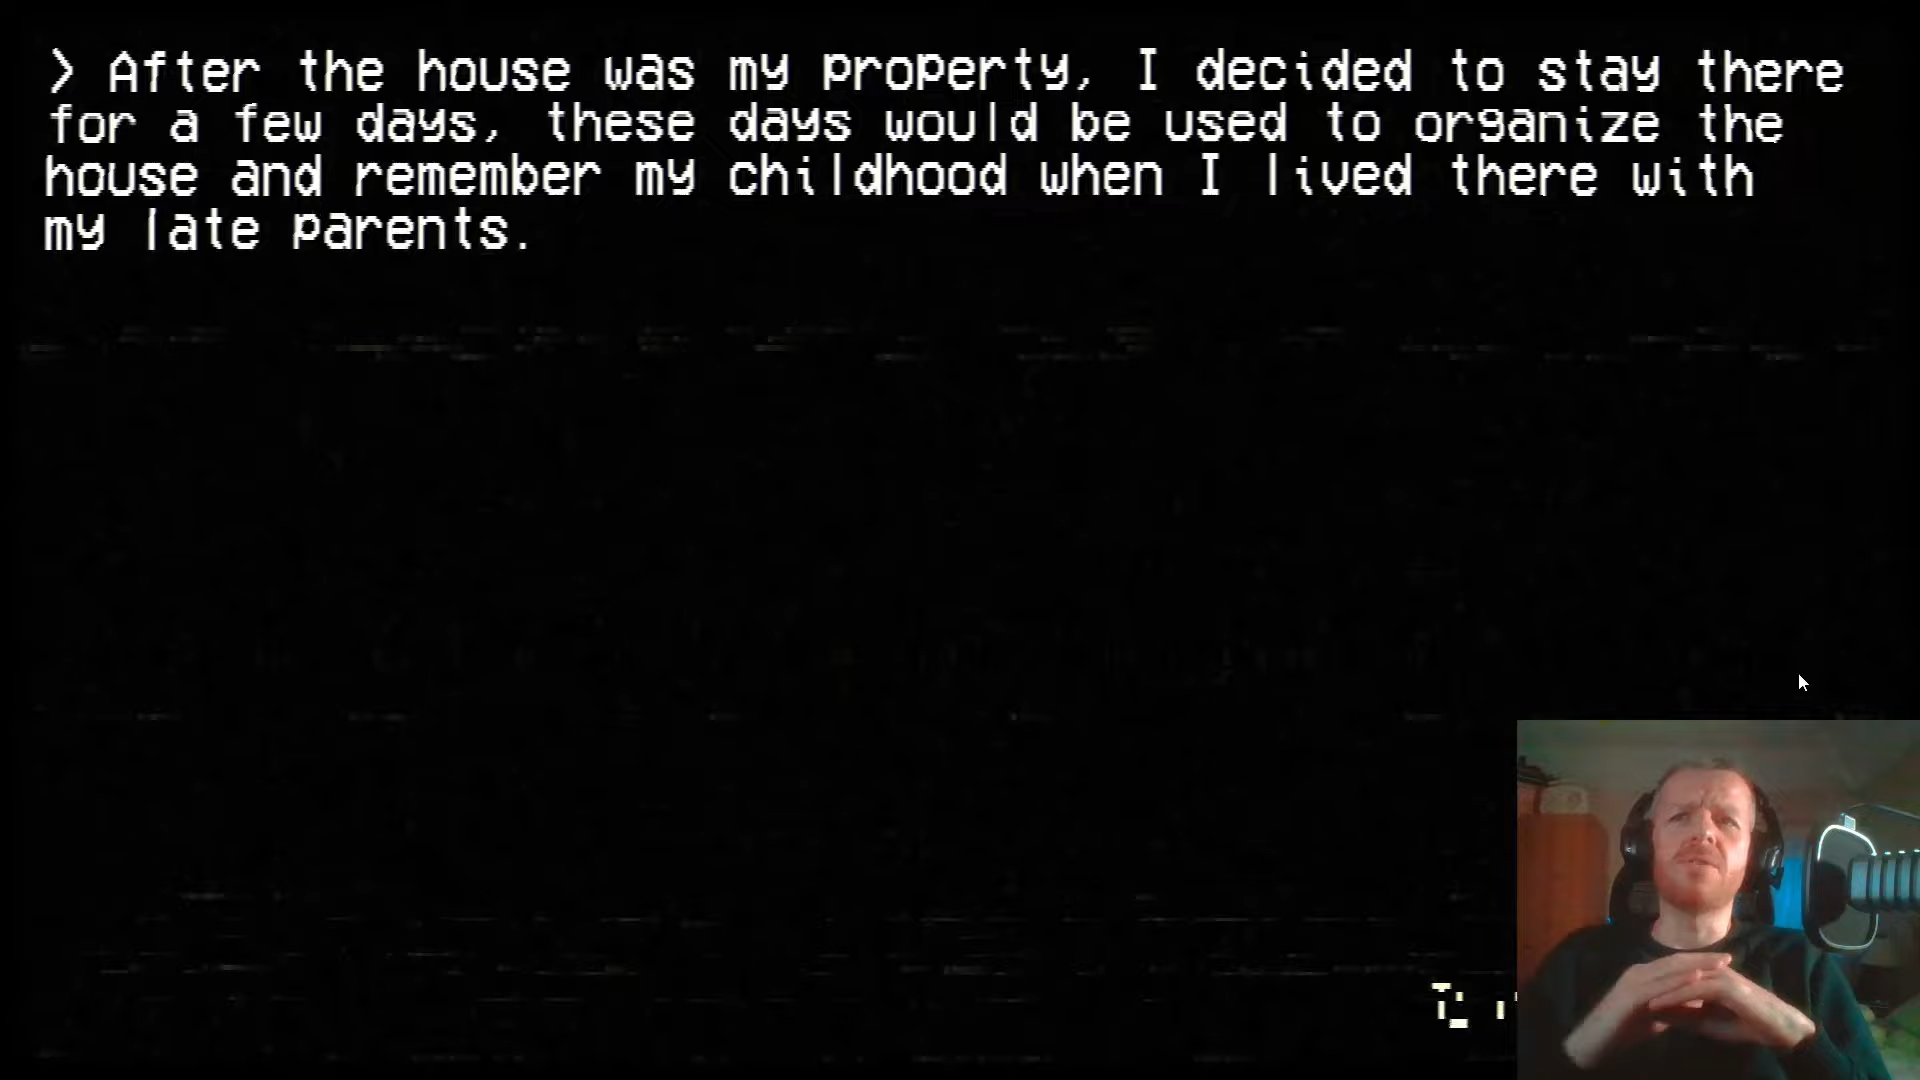 > After the house was my property, I decided to stay there
for a few days, these days would be used to organize the
house and remember my childhood when I lived there with
my late parents.